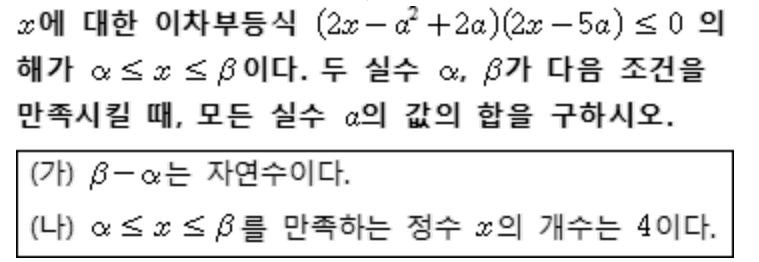 x에 대한 이차부등식 (2x − a² + 2a)(2x − 5a) ≤ 0 의
해가 α ≤ x ≤ β이다. 두 실수 α, β가 다음 조건을
만족시킬 때, 모든 실수 a의 값의 합을 구하시오.
(가) β − α는 자연수이다.
(나) α ≤ x ≤ β를 만족하는 정수 x의 개수는 4이다.